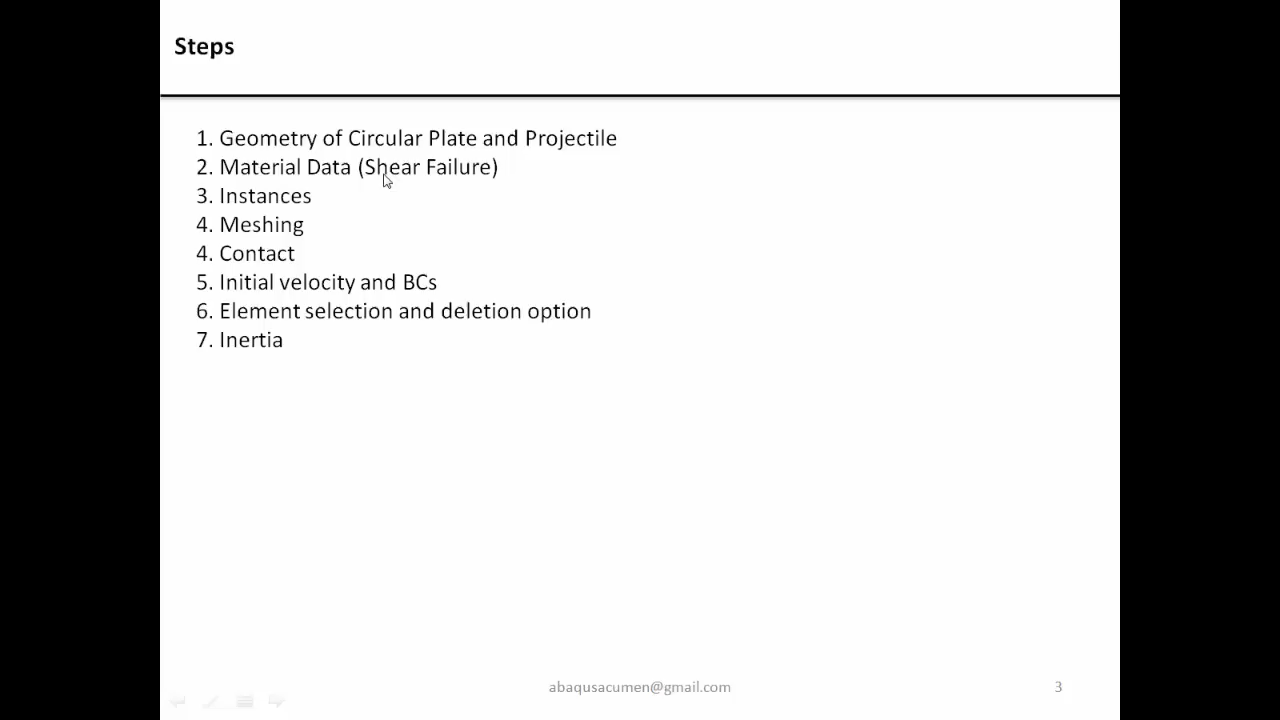 Steps
1. Geometry of Circular Plate and Projectile
2. Material Data (Shear Failure)
3. Instances
4. Meshing
4. Contact
5. Initial velocity and BCs
6. Element selection and deletion option
7. Inertia
abaqusacumen@gmail.com
3